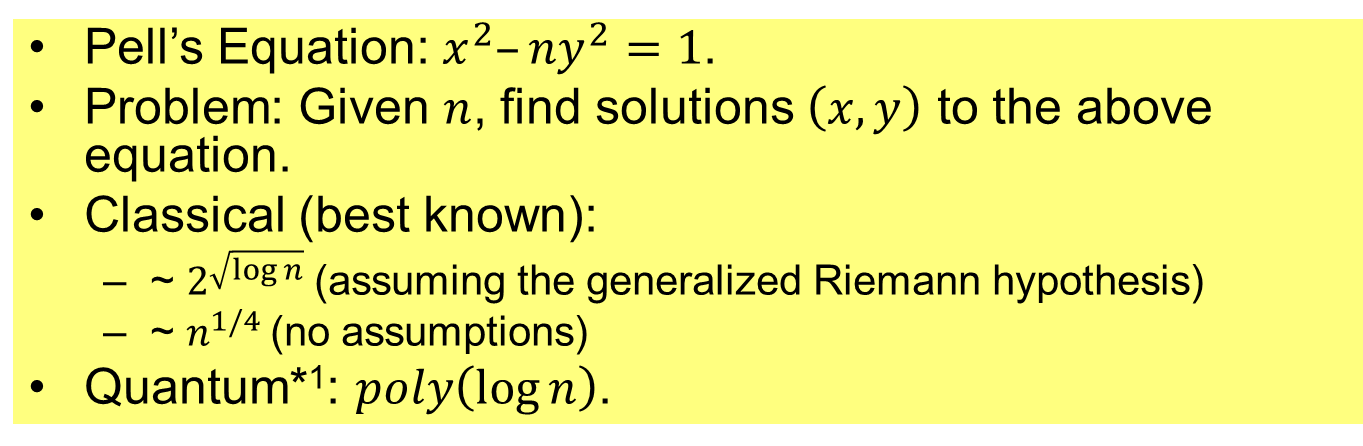 • Pell’s Equation: x²– ny² = 1.
• Problem: Given n, find solutions (x, y) to the above
equation.
• Classical (best known):
– ~ 2^√(log n) (assuming the generalized Riemann hypothesis)
– ~ n^1/4 (no assumptions)
• Quantum*¹: poly(log n).